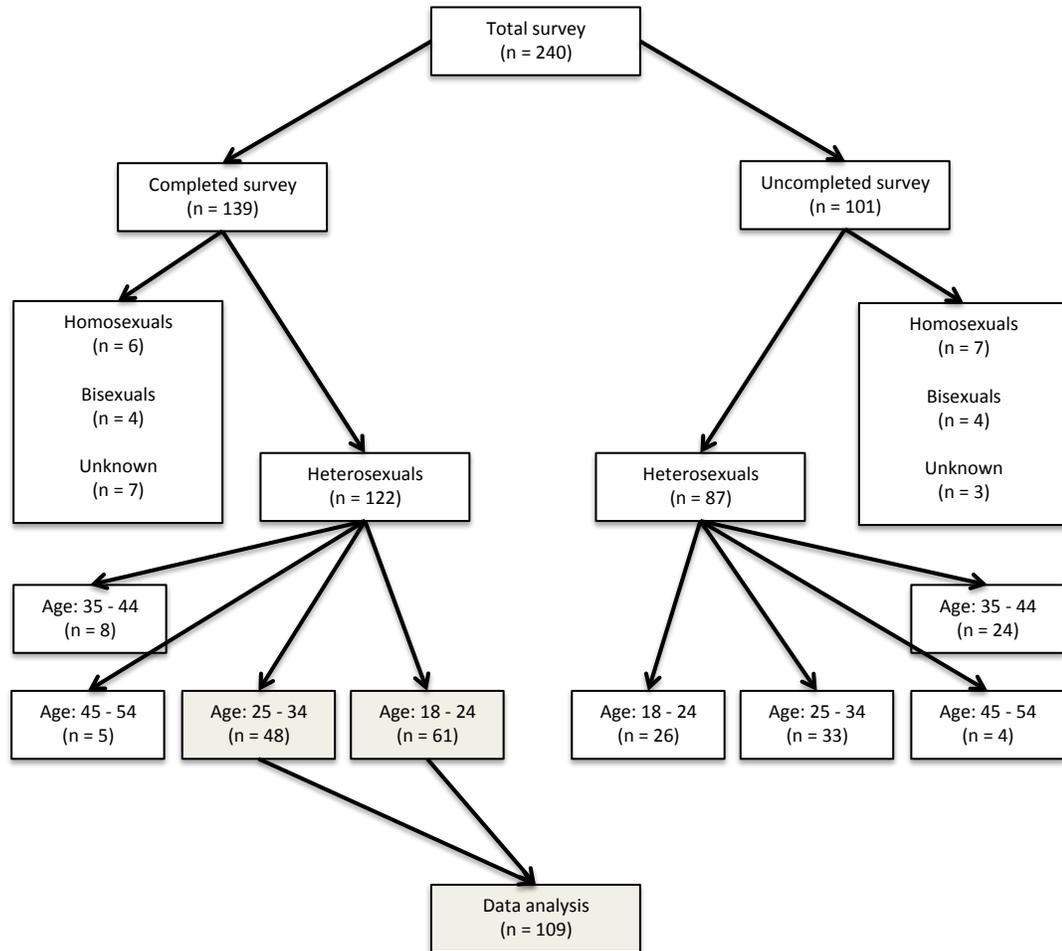 Total survey
(n = 240)
Completed survey
(n = 139)
Uncompleted survey
(n = 101)
Homosexuals
(n = 6)
Bisexuals
(n = 4)
Unknown
(n = 7)
Homosexuals
(n = 7)
Bisexuals
(n = 4)
Unknown
(n = 3)
Heterosexuals
(n = 122)
Heterosexuals
(n = 87)
Age: 35 - 44
(n = 8)
Age: 35 - 44
(n = 24)
Age: 45 - 54
(n = 5)
Age: 25 - 34
(n = 48)
Age: 18 - 24
(n = 61)
Age: 18 - 24
(n = 26)
Age: 25 - 34
(n = 33)
Age: 45 - 54
(n = 4)
Data analysis
(n = 109)